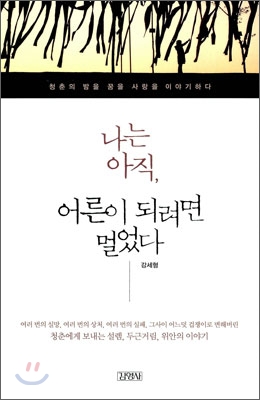 청춘의 밤을 꿈을 사랑을 이야기하다
나는
아직,
어른이 되려면
멀었다
강세형
여러 번의 실망, 여러 번의 상처, 여러 번의 실패, 그사이 어느덧 겁쟁이로 변해버린
청춘에게 보내는 설렘, 두근거림, 위안의 이야기
김영사